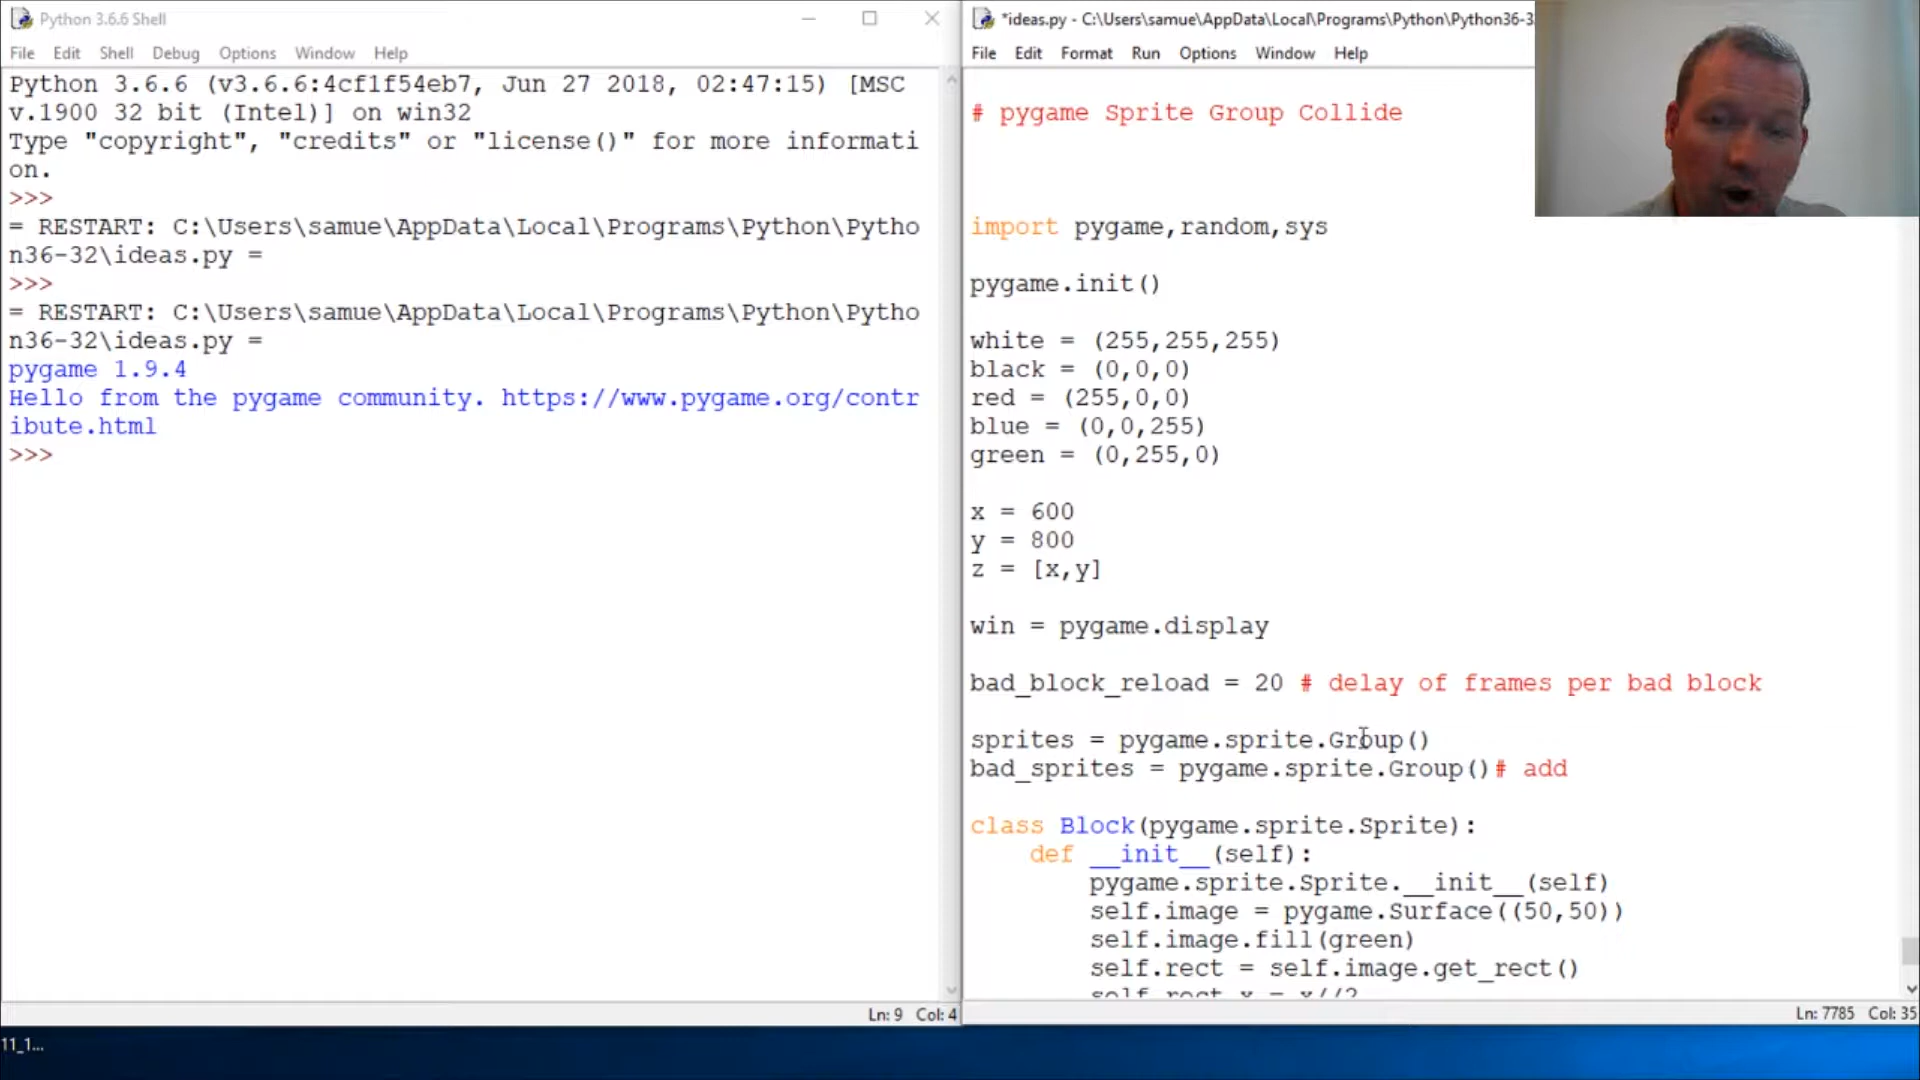 Python 3.6.6 Shell
File Edit Shell Debug Options Window Help
Python 3.6.6 (v3.6.6:4cf1f54eb7, Jun 27 2018, 02:47:15) [MSC
v.1900 32 bit (Intel)] on win32
Type "copyright", "credits" or "license()" for more informati
on.
>>>
= RESTART: C:\Users\samue\AppData\Local\Programs\Python\Pytho
n36-32\ideas.py =
>>>
= RESTART: C:\Users\samue\AppData\Local\Programs\Python\Pytho
n36-32\ideas.py =
pygame 1.9.4
Hello from the pygame community. https://www.pygame.org/contr
ibute.html
>>>
Ln: 9 Col: 4
*ideas.py - C:\Users\samue\AppData\Local\Programs\Python\Python36-3
File Edit Format Run Options Window Help
# pygame Sprite Group Collide
import pygame,random,sys
pygame.init()
white = (255,255,255)
black = (0,0,0)
red = (255,0,0)
blue = (0,0,255)
green = (0,255,0)
x = 600
y = 800
z = [x,y]
win = pygame.display
bad_block_reload = 20 # delay of frames per bad block
sprites = pygame.sprite.Group()
bad_sprites = pygame.sprite.Group()# add
class Block(pygame.sprite.Sprite):
def __init__(self):
pygame.sprite.Sprite.__init__(self)
self.image = pygame.Surface((50,50))
self.image.fill(green)
self.rect = self.image.get_rect()
self.rect.x = x//2
Ln: 7785 Col: 35
11_1...